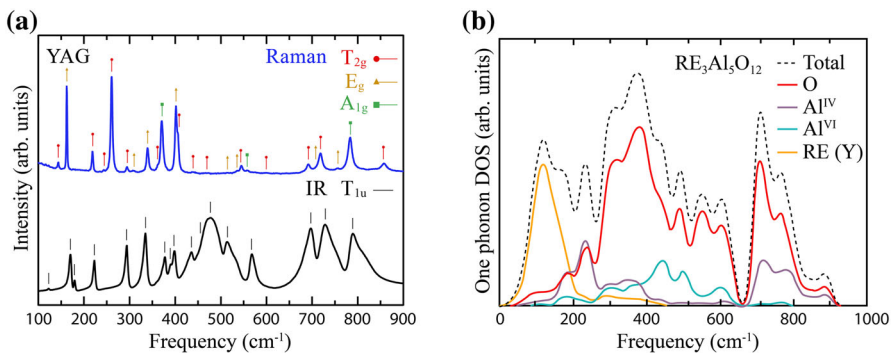 (a)
YAG
Raman
T2g
Eg
A1g
IR
T1u
Intensity (arb. units)
100 200 300 400 500 600 700 800 900
Frequency (cm-1)
(b)
RE3Al5O12
Total
O
AlIV
AlVI
RE (Y)
One phonon DOS (arb. units)
0 200 400 600 800 1000
Frequency (cm-1)